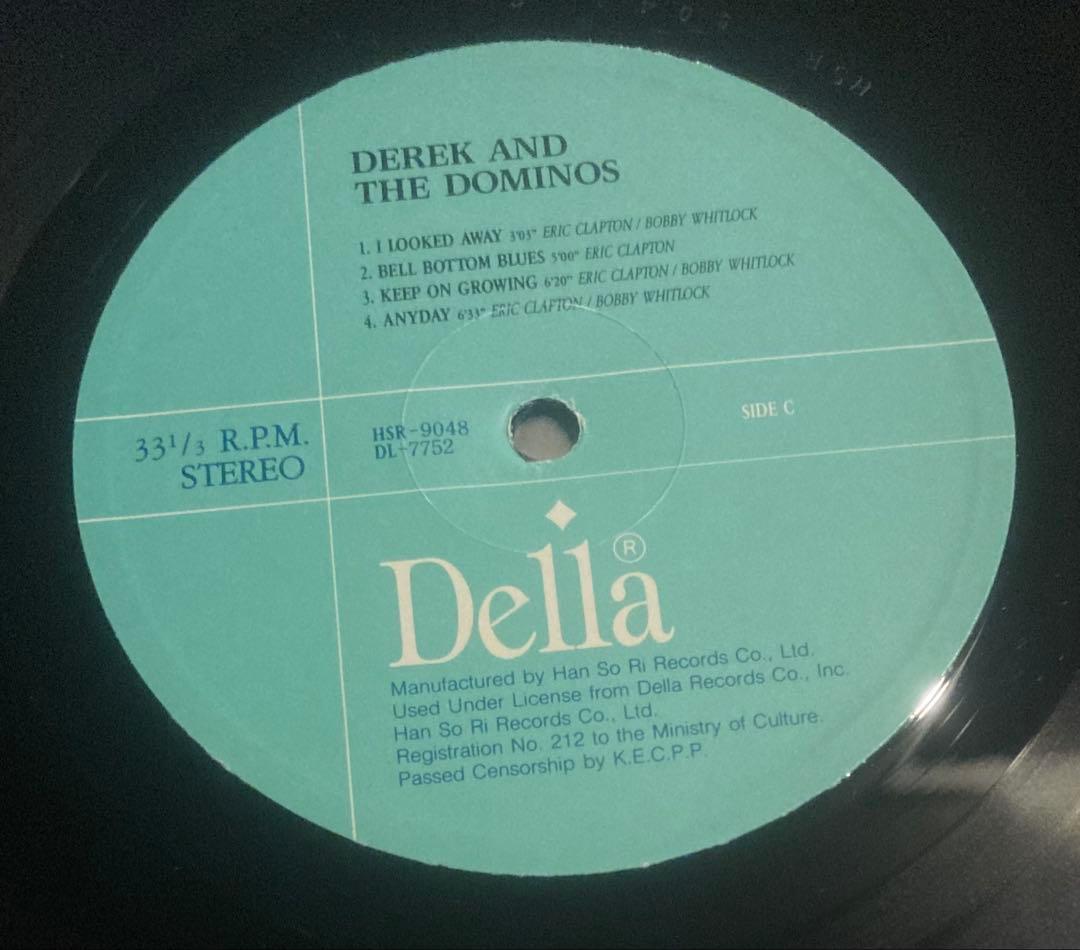 DEREK AND
THE DOMINOS
1. I LOOKED AWAY 3'03" ERIC CLAPTON / BOBBY WHITLOCK
2. BELL BOTTOM BLUES 5'00" ERIC CLAPTON
3. KEEP ON GROWING 6'20" ERIC CLAPTON / BOBBY WHITLOCK
4. ANYDAY 6'33" ERIC CLAPTON / BOBBY WHITLOCK
33 1/3 R.P.M.
STEREO
HSR-9048
DL-7752
SIDE C
Della ®
Manufactured by Han So Ri Records Co., Ltd.
Used Under License from Della Records Co., Inc.
Han So Ri Records Co., Ltd.
Registration No. 212 to the Ministry of Culture.
Passed Censorship by K.E.C.P.P.